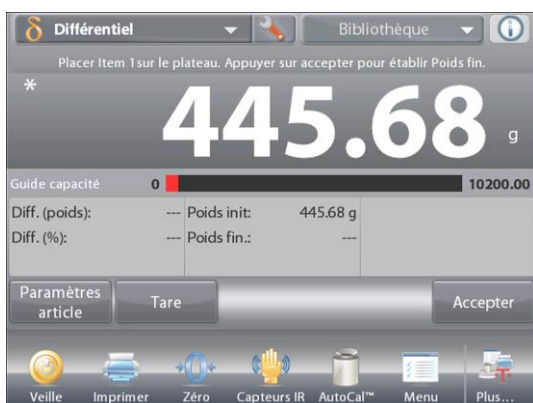 δ Différentiel Bibliothèque
Placer Item 1sur le plateau. Appuyer sur accepter pour établir Poids fin.
*
445.68 g
Guide capacité 0 10200.00
Diff. (poids): --- Poids init: 445.68 g
Diff. (%): --- Poids fin.: ---
Paramètres
article
Tare Accepter
Veille Imprimer Zéro Capteurs IR AutoCal™ Menu Plus...